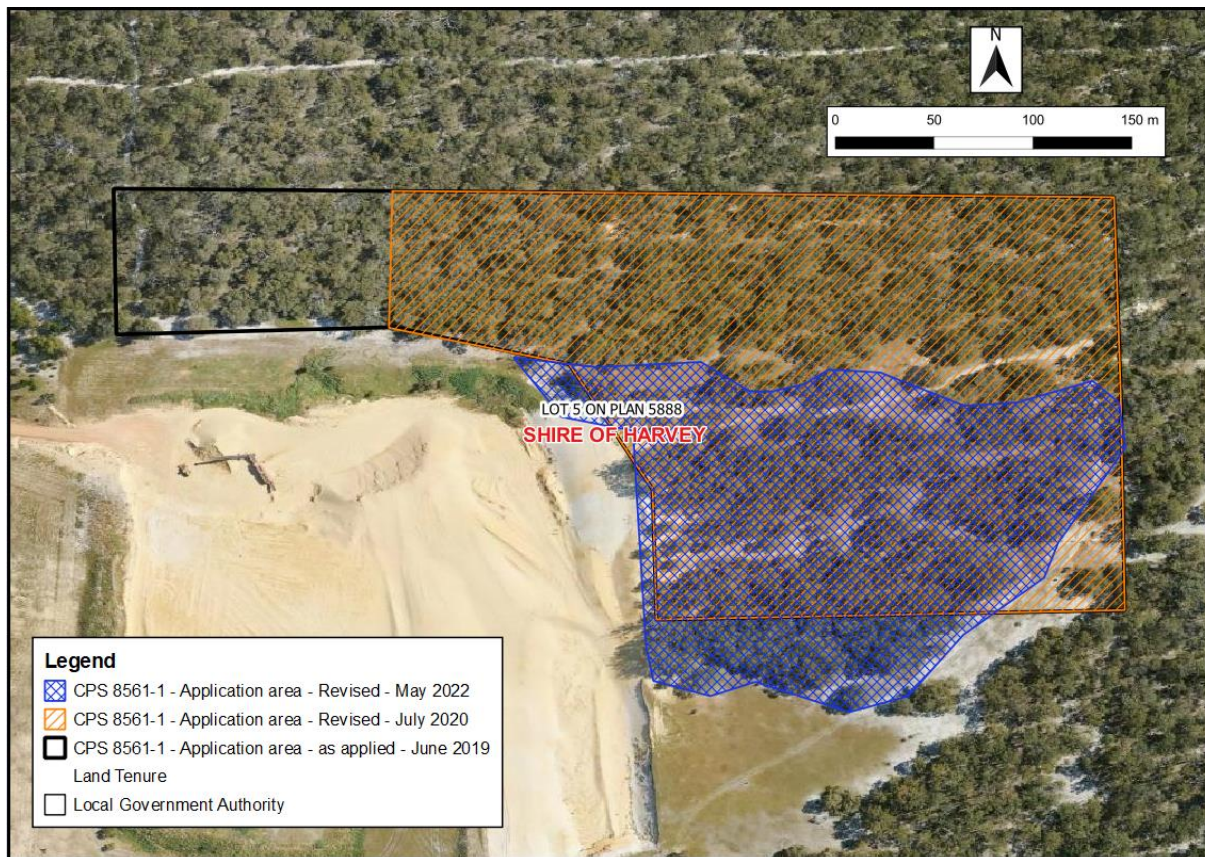 N
0 50 100 150 m
LOT 5 ON PLAN 5888
SHIRE OF HARVEY
Legend
CPS 8561-1 - Application area - Revised - May 2022
CPS 8561-1 - Application area - Revised - July 2020
CPS 8561-1 - Application area - as applied - June 2019
Land Tenure
Local Government Authority